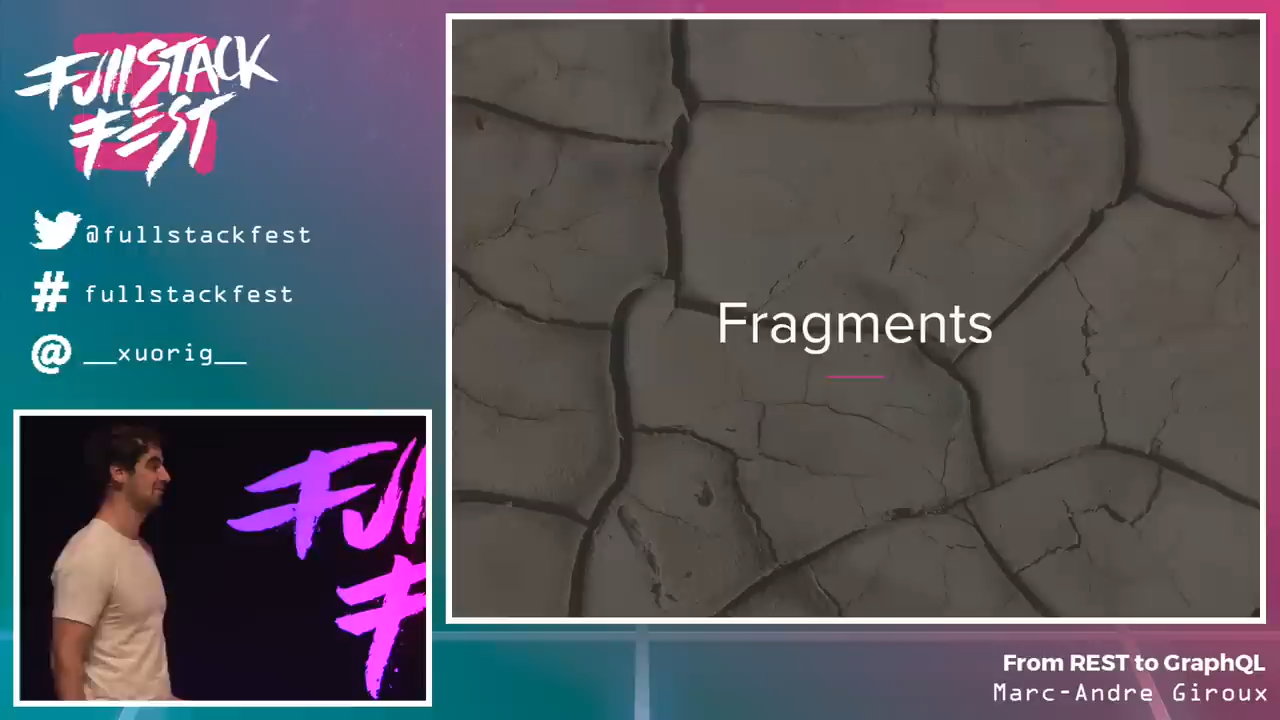 FullSTACK
FEST
@fullstackfest
# fullstackfest
@ __xuorig__
Fragments
From REST to GraphQL
Marc-Andre Giroux